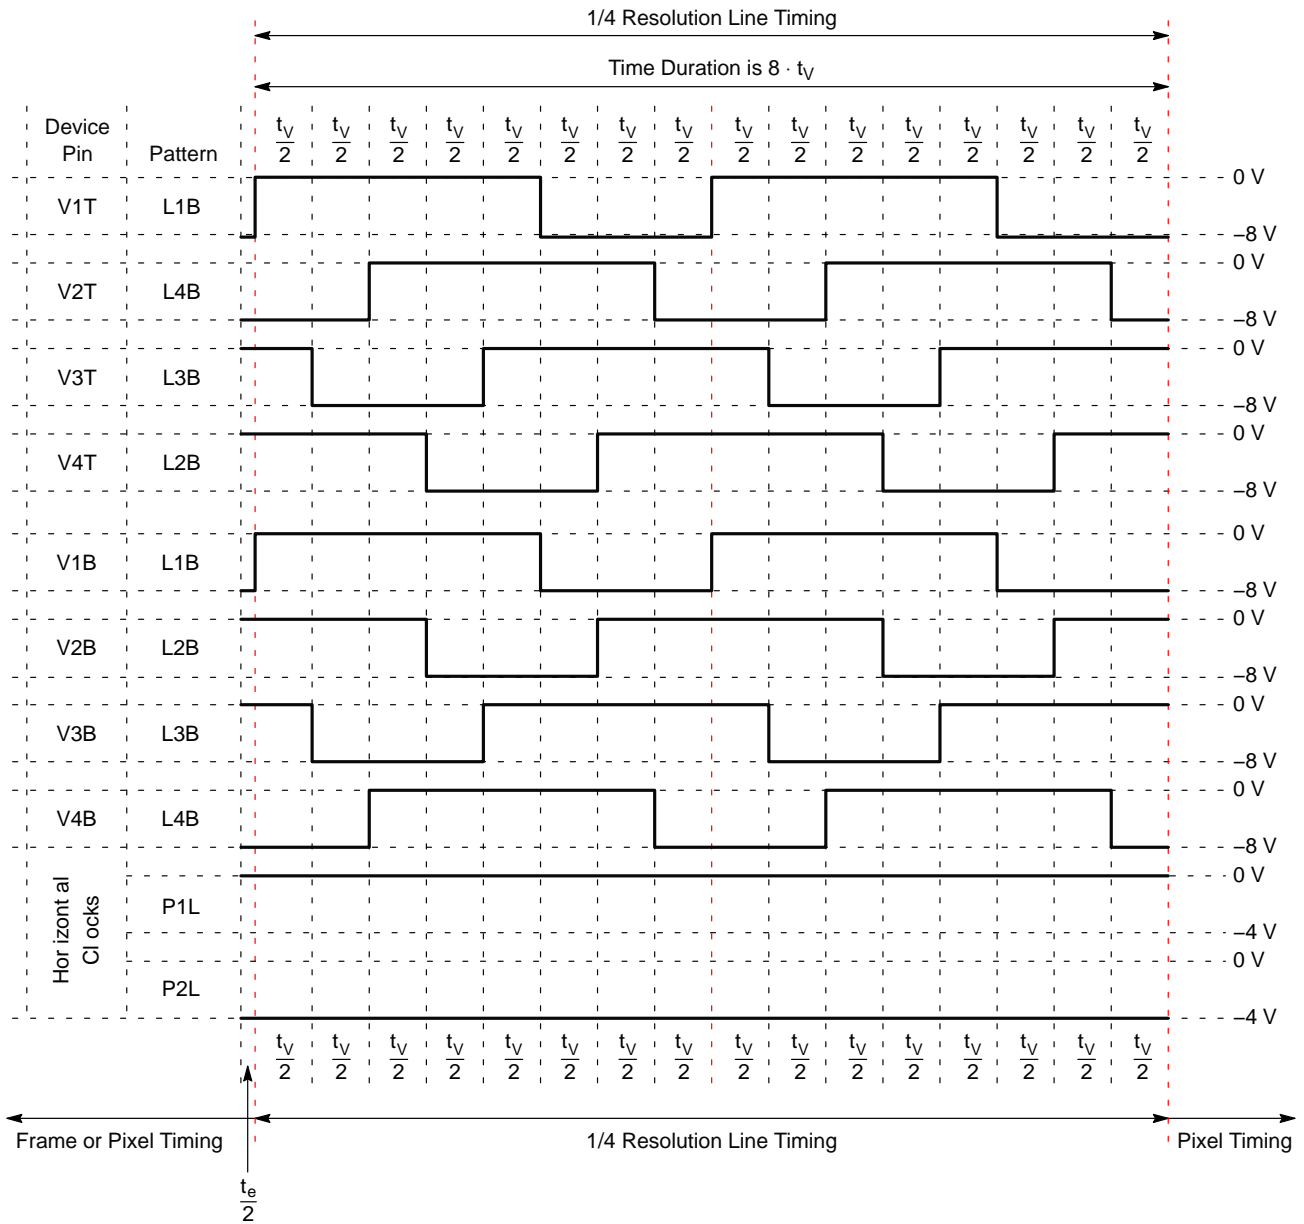 1/4 Resolution Line Timing
Time Duration is 8 · tV
Device Pin Pattern
tV/2 tV/2 tV/2 tV/2 tV/2 tV/2 tV/2 tV/2 tV/2 tV/2 tV/2 tV/2 tV/2 tV/2 tV/2 tV/2
0 V
V1T L1B
–8 V
0 V
V2T L4B
–8 V
0 V
V3T L3B
–8 V
0 V
V4T L2B
–8 V
0 V
V1B L1B
–8 V
0 V
V2B L2B
–8 V
0 V
V3B L3B
–8 V
0 V
V4B L4B
–8 V
0 V
Hor izont al
Cl ocks
P1L
–4 V
0 V
P2L
–4 V
tV/2 tV/2 tV/2 tV/2 tV/2 tV/2 tV/2 tV/2 tV/2 tV/2 tV/2 tV/2 tV/2 tV/2 tV/2 tV/2
Frame or Pixel Timing 1/4 Resolution Line Timing Pixel Timing
te/2